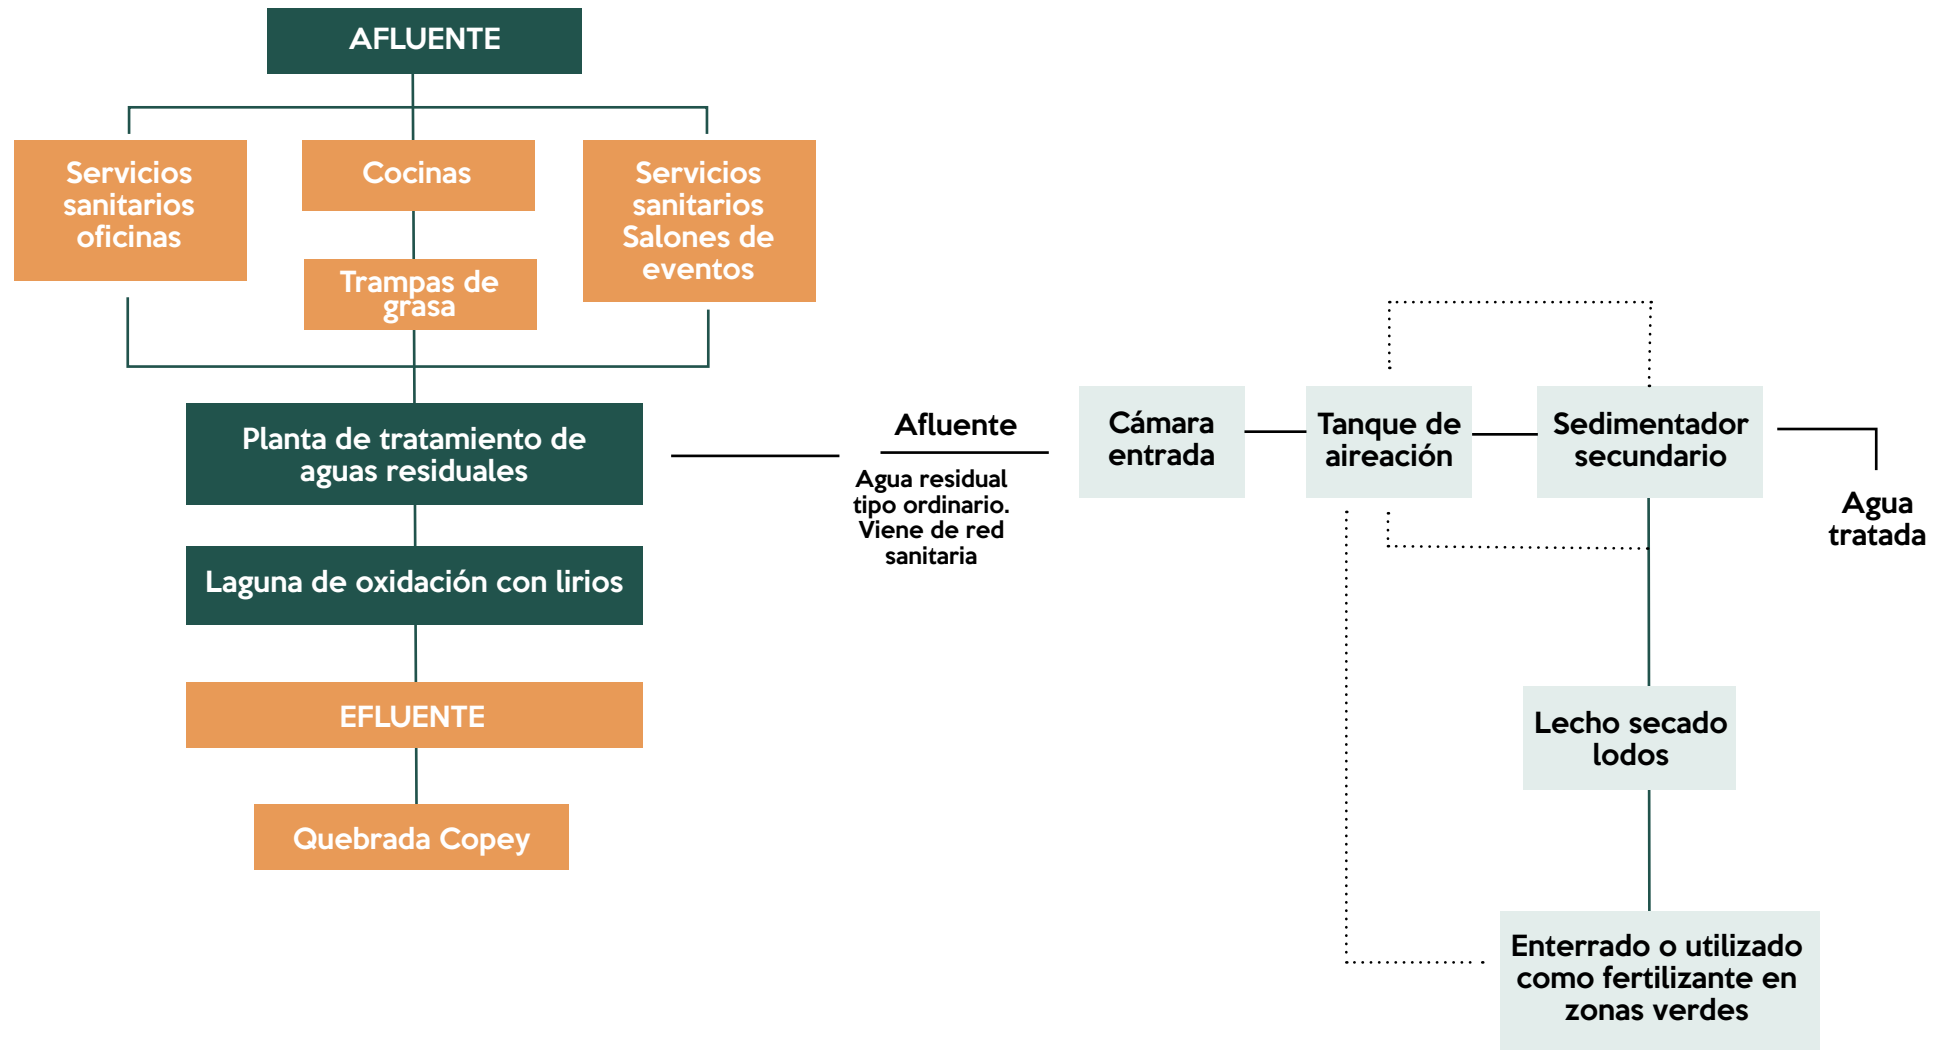 AFLUENTE
Servicios
sanitarios
oficinas
Cocinas
Servicios
sanitarios
Salones de
eventos
Trampas de
grasa
Planta de tratamiento de
aguas residuales
Laguna de oxidación con lirios
EFLUENTE
Quebrada Copey
Afluente
Agua residual
tipo ordinario.
Viene de red
sanitaria
Cámara
entrada
Tanque de
aireación
Sedimentador
secundario
Agua
tratada
Lecho secado
lodos
Enterrado o utilizado
como fertilizante en
zonas verdes